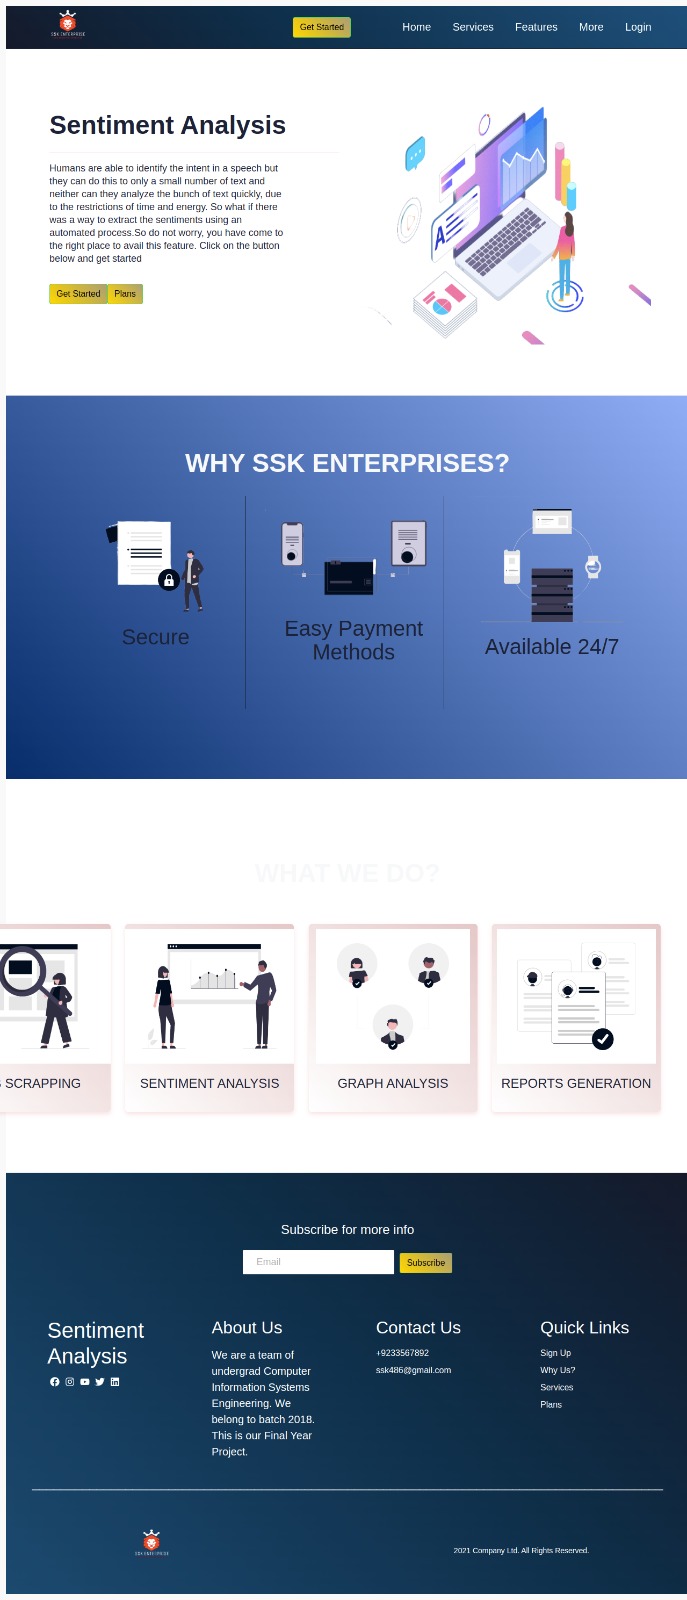 SSK ENTERPRISE
Get Started
Home
Services
Features
More
Login
Sentiment Analysis
Humans are able to identify the intent in a speech but
they can do this to only a small number of text and
neither can they analyze the bunch of text quickly, due
to the restrictions of time and energy. So what if there
was a way to extract the sentiments using an
automated process.So do not worry, you have come to
the right place to avail this feature. Click on the button
below and get started
Get Started
Plans
A
WHY SSK ENTERPRISES?
Secure
Easy Payment
Methods
Available 24/7
WHAT WE DO?
SCRAPPING
SENTIMENT ANALYSIS
GRAPH ANALYSIS
REPORTS GENERATION
Subscribe for more info
Email
Subscribe
Sentiment
Analysis
About Us
We are a team of
undergrad Computer
Information Systems
Engineering. We
belong to batch 2018.
This is our Final Year
Project.
Contact Us
+9233567892
ssk486@gmail.com
Quick Links
Sign Up
Why Us?
Services
Plans
SSK ENTERPRISE
2021 Company Ltd. All Rights Reserved.